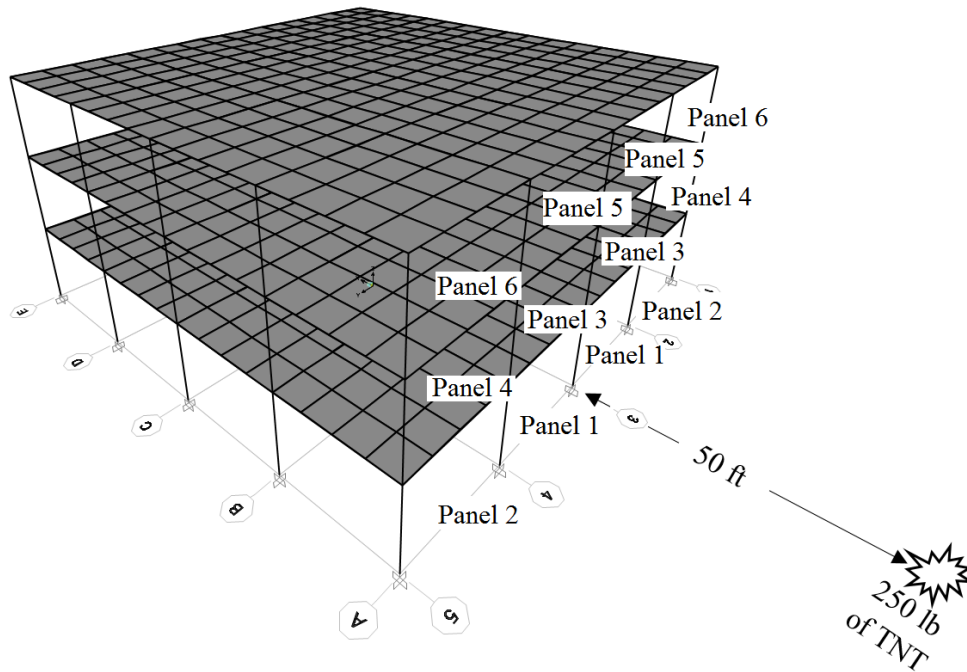 Panel 6
Panel 5
Panel 4
Panel 5
Panel 3
Panel 6
Panel 2
Panel 3
Panel 1
Panel 4
Panel 1
Panel 2
1
2
3
4
5
E
D
C
B
A
50 ft
250 lb
of TNT